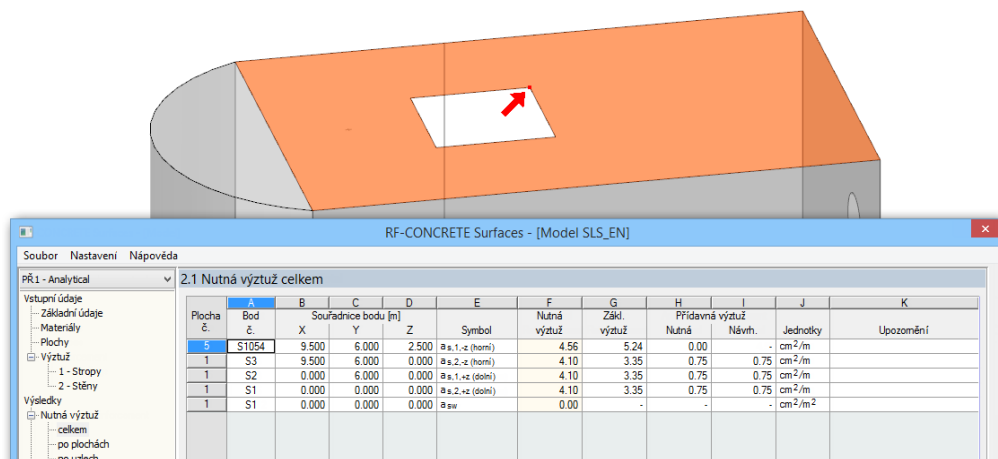 RF-CONCRETE Surfaces - [Model SLS_EN]
Soubor Nastavení Nápověda
PŘ1 - Analytical
2.1 Nutná výztuž celkem
Vstupní údaje
Základní údaje
Materiály
Plochy
Výztuž
1 - Stropy
2 - Stěny
Výsledky
Nutná výztuž
celkem
po plochách
po uzlech
A B C D E F G H I J K
Plocha Bod Souřadnice bodu [m] Nutná Zákl. Přídavná výztuž
č. č. X Y Z Symbol výztuž výztuž Nutná Návrh. Jednotky Upozornění
5 S1054 9.500 6.000 2.500 as,1,-z (horní) 4.56 5.24 0.00 - cm2/m
1 S3 9.500 6.000 0.000 as,2,-z (horní) 4.10 3.35 0.75 0.75 cm2/m
1 S2 0.000 6.000 0.000 as,1,+z (dolní) 4.10 3.35 0.75 0.75 cm2/m
1 S1 0.000 0.000 0.000 as,2,+z (dolní) 4.10 3.35 0.75 0.75 cm2/m
1 S1 0.000 0.000 0.000 asw 0.00 - - - cm2/m2